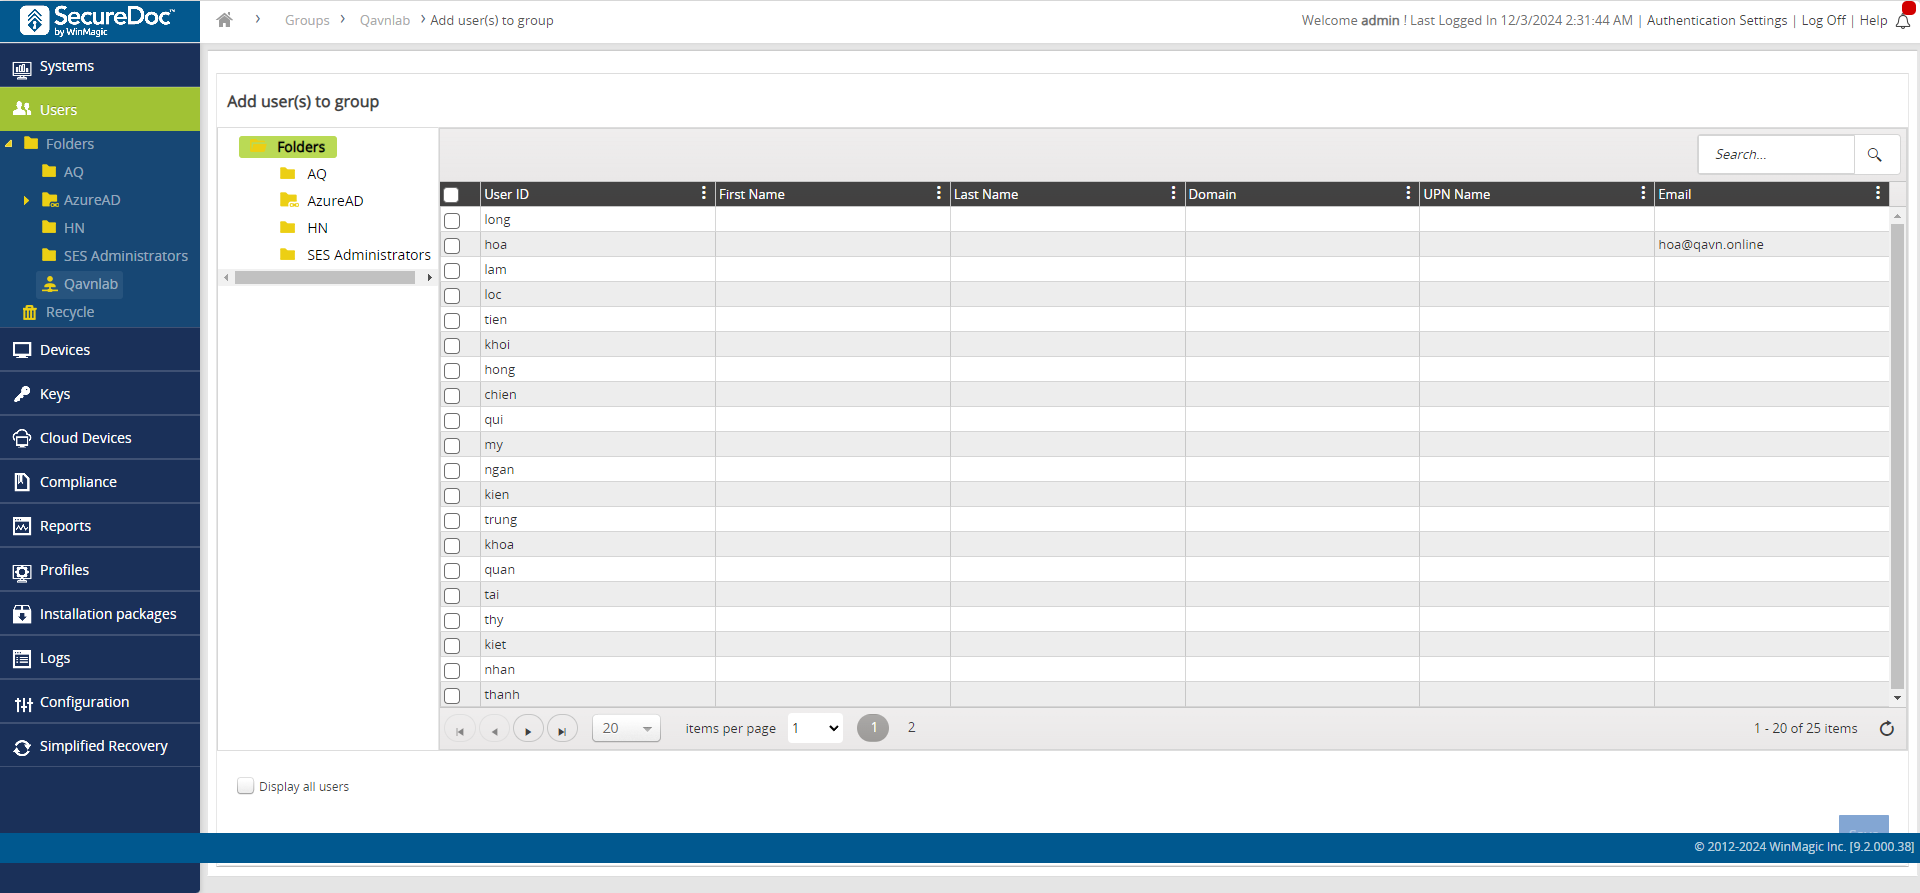 SecureDoc™
by WinMagic
Groups Qavnlab Add user(s) to group
Welcome admin ! Last Logged In 12/3/2024 2:31:44 AM | Authentication Settings | Log Off | Help
Systems
Users
Folders
AQ
AzureAD
HN
SES Administrators
Qavnlab
Recycle
Devices
Keys
Cloud Devices
Compliance
Reports
Profiles
Installation packages
Logs
Configuration
Simplified Recovery
Add user(s) to group
Folders
AQ
AzureAD
HN
SES Administrators
Search...
User ID First Name Last Name Domain UPN Name Email
long
hoa hoa@qavn.online
lam
loc
tien
khoi
hong
chien
qui
my
ngan
kien
trung
khoa
quan
tai
thy
kiet
nhan
thanh
20 items per page 1 1 2 1 - 20 of 25 items
Display all users
© 2012-2024 WinMagic Inc. [9.2.000.38]